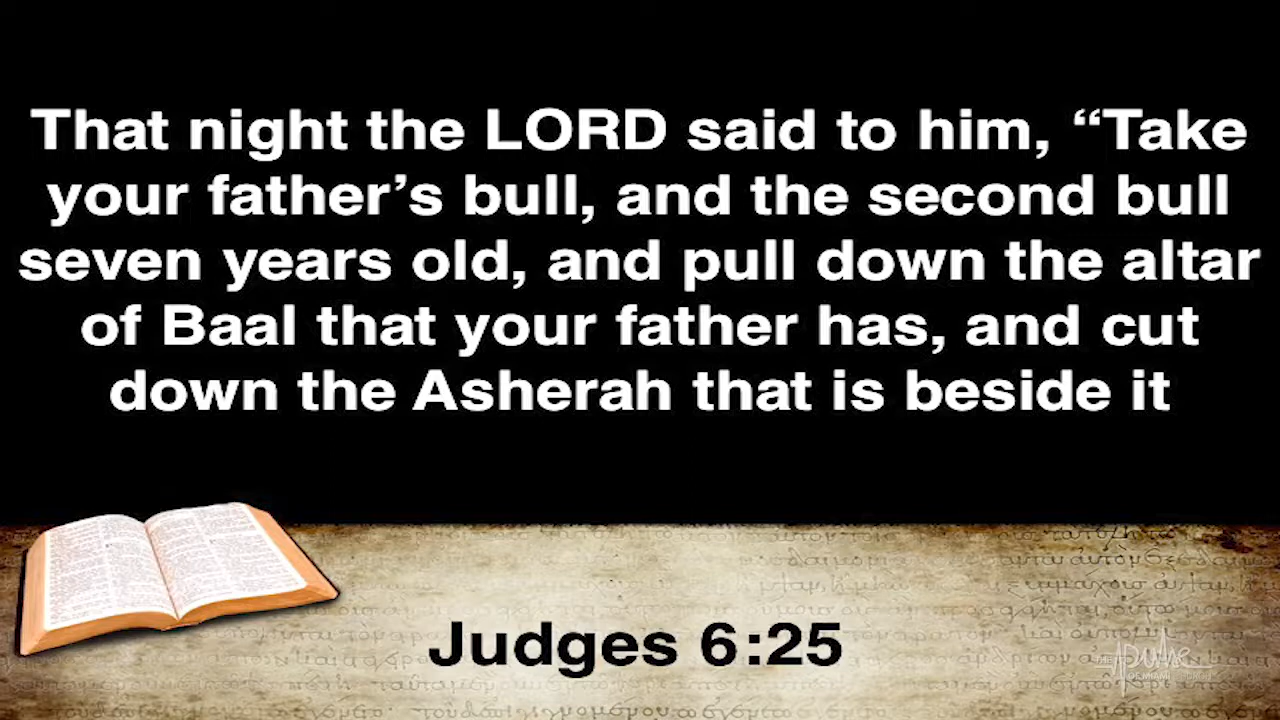 That night the LORD said to him, “Take
your father’s bull, and the second bull
seven years old, and pull down the altar
of Baal that your father has, and cut
down the Asherah that is beside it
Judges 6:25